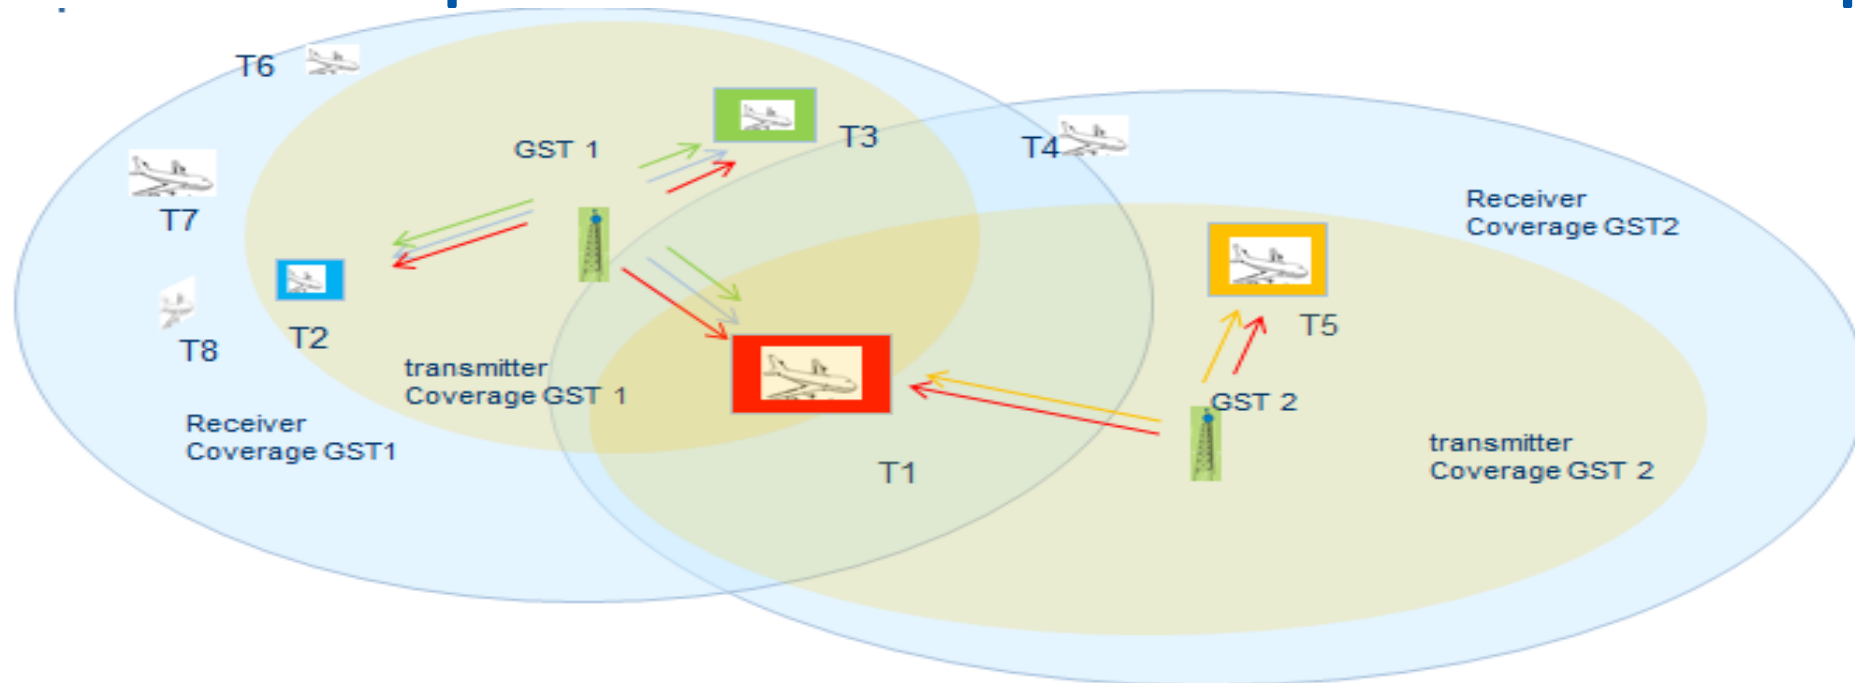 T6
GST 1
T3
T4
T7
Receiver
Coverage GST2
T2
T8
T5
transmitter
Coverage GST 1
GST 2
Receiver
Coverage GST1
transmitter
Coverage GST 2
T1